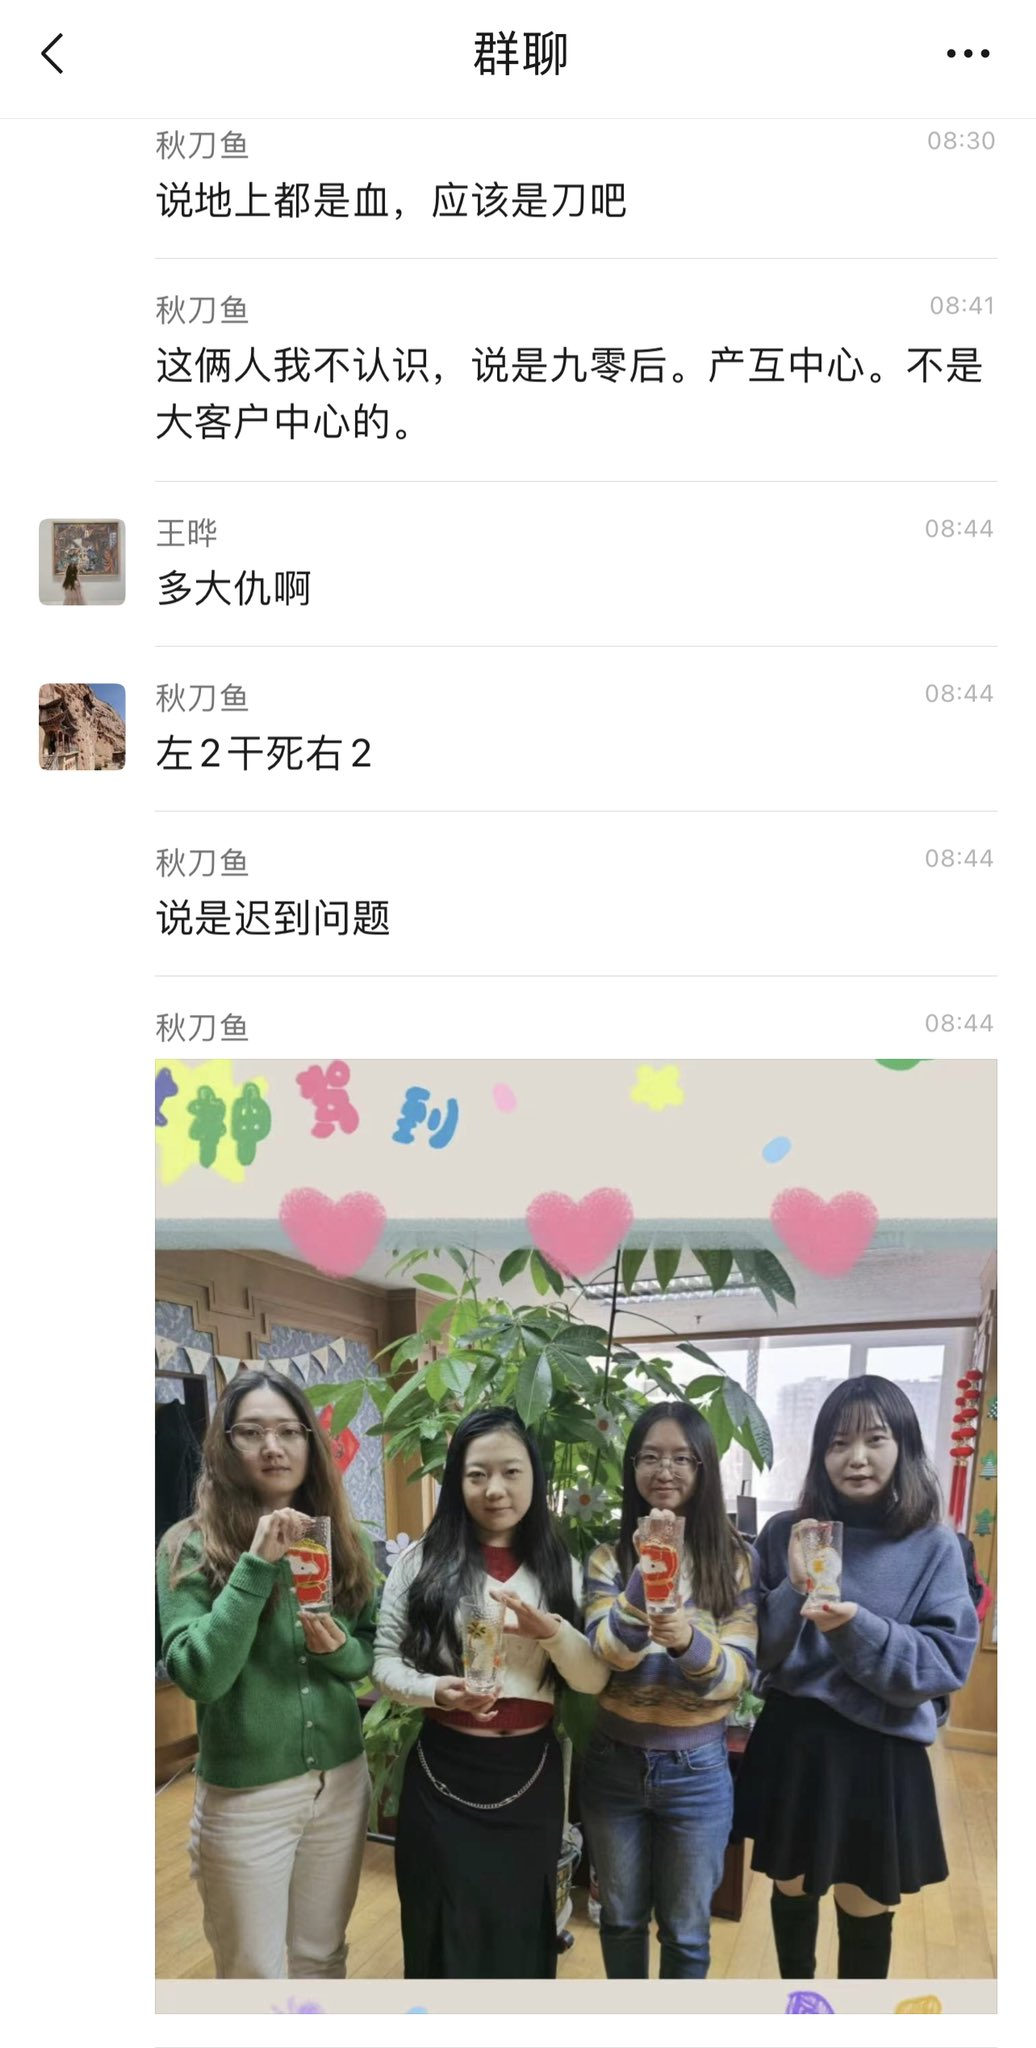 群聊
秋刀鱼
08:30
说地上都是血，应该是刀吧
秋刀鱼
08:41
这俩人我不认识，说是九零后。产互中心。不是
大客户中心的。
王晔
08:44
多大仇啊
秋刀鱼
08:44
左2干死右2
秋刀鱼
08:44
说是迟到问题
秋刀鱼
08:44
神驾到